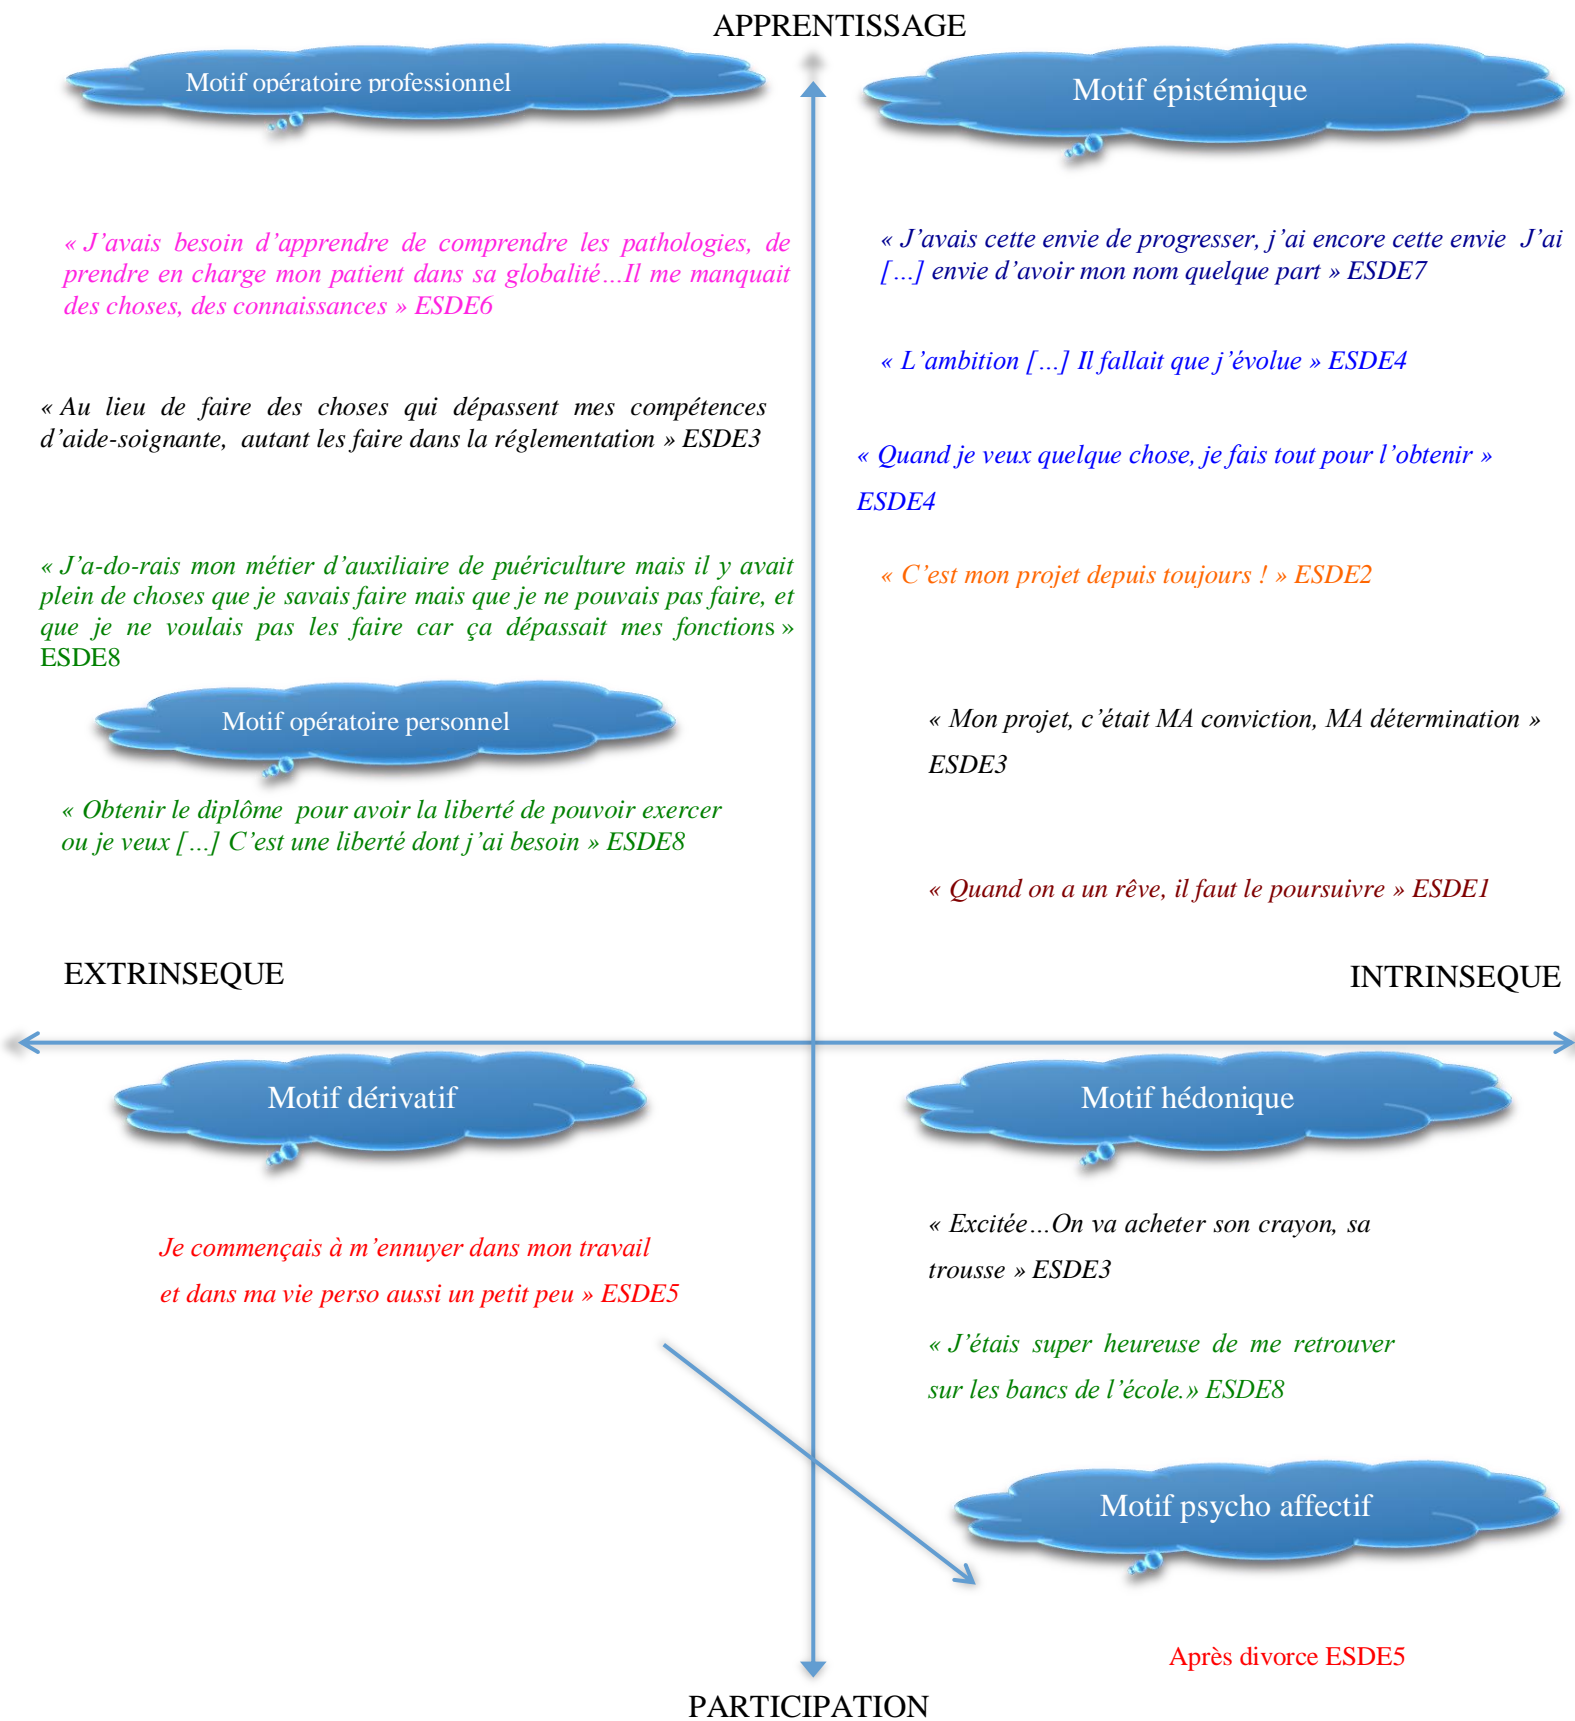 APPRENTISSAGE
Motif opératoire professionnel
« J’avais besoin d’apprendre de comprendre les pathologies, de
prendre en charge mon patient dans sa globalité…Il me manquait
des choses, des connaissances » ESDE6
« Au lieu de faire des choses qui dépassent mes compétences
d’aide-soignante, autant les faire dans la réglementation » ESDE3
« J’a-do-rais mon métier d’auxiliaire de puériculture mais il y avait
plein de choses que je savais faire mais que je ne pouvais pas faire, et
que je ne voulais pas les faire car ça dépassait mes fonctions »
ESDE8
Motif opératoire personnel
« Obtenir le diplôme pour avoir la liberté de pouvoir exercer
ou je veux […] C’est une liberté dont j’ai besoin » ESDE8
Motif épistémique
« J’avais cette envie de progresser, j’ai encore cette envie J’ai
[…] envie d’avoir mon nom quelque part » ESDE7
« L’ambition […] Il fallait que j’évolue » ESDE4
« Quand je veux quelque chose, je fais tout pour l’obtenir »
ESDE4
« C’est mon projet depuis toujours ! » ESDE2
« Mon projet, c’était MA conviction, MA détermination »
ESDE3
« Quand on a un rêve, il faut le poursuivre » ESDE1
EXTRINSEQUE
INTRINSEQUE
Motif dérivatif
Je commençais à m’ennuyer dans mon travail
et dans ma vie perso aussi un petit peu » ESDE5
Motif hédonique
« Excitée…On va acheter son crayon, sa
trousse » ESDE3
« J’étais super heureuse de me retrouver
sur les bancs de l’école.» ESDE8
Motif psycho affectif
Après divorce ESDE5
PARTICIPATION